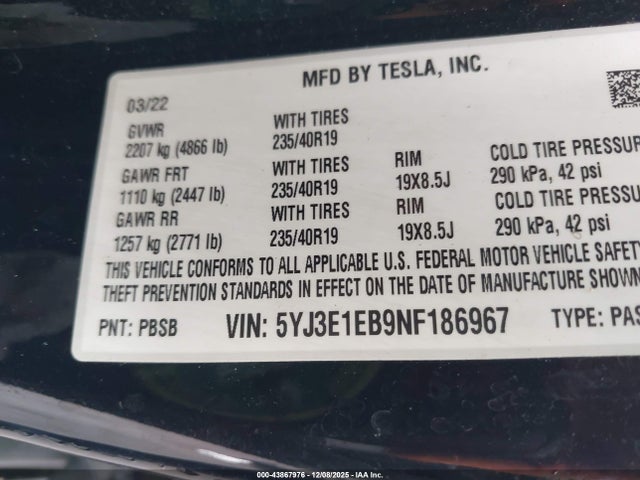 MFD BY TESLA, INC.
03/22
GVWR WITH TIRES
2207 kg (4866 lb) 235/40R19
GAWR FRT WITH TIRES RIM COLD TIRE PRESSUR
1110 kg (2447 lb) 235/40R19 19X8.5J 290 kPa, 42 psi
GAWR RR WITH TIRES RIM COLD TIRE PRESSUR
1257 kg (2771 lb) 235/40R19 19X8.5J 290 kPa, 42 psi
THIS VEHICLE CONFORMS TO ALL APPLICABLE U.S. FEDERAL MOTOR VEHICLE SAFETY
THEFT PREVENTION STANDARDS IN EFFECT ON THE DATE OF MANUFACTURE SHOWN
PNT: PBSB VIN: 5YJ3E1EB9NF186967 TYPE: PAS
000-43867976 | 12/08/2025 - IAA Inc.